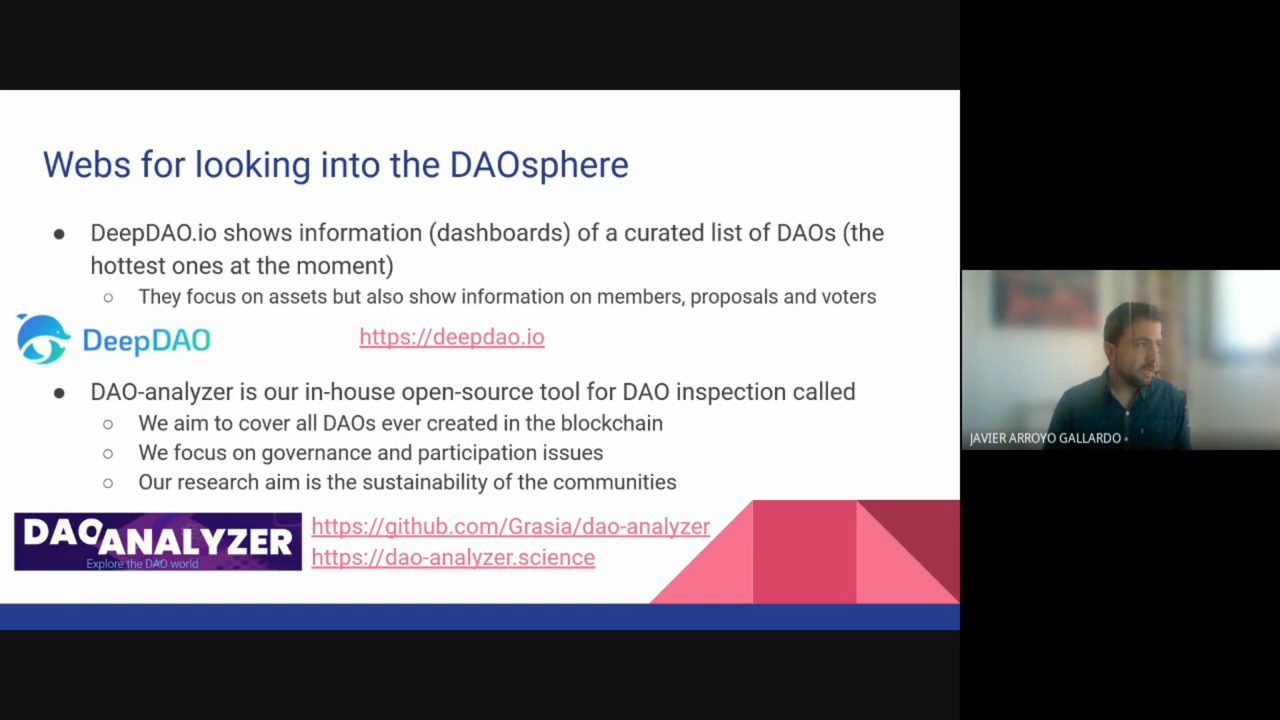 Webs for looking into the DAOsphere
● DeepDAO.io shows information (dashboards) of a curated list of DAOs (the
hottest ones at the moment)
○ They focus on assets but also show information on members, proposals and voters
DeepDAO
https://deepdao.io
● DAO-analyzer is our in-house open-source tool for DAO inspection called
○ We aim to cover all DAOs ever created in the blockchain
○ We focus on governance and participation issues
○ Our research aim is the sustainability of the communities
DAO ANALYZER
Explore the DAO world
https://github.com/Grasia/dao-analyzer
https://dao-analyzer.science
JAVIER ARROYO GALLARDO